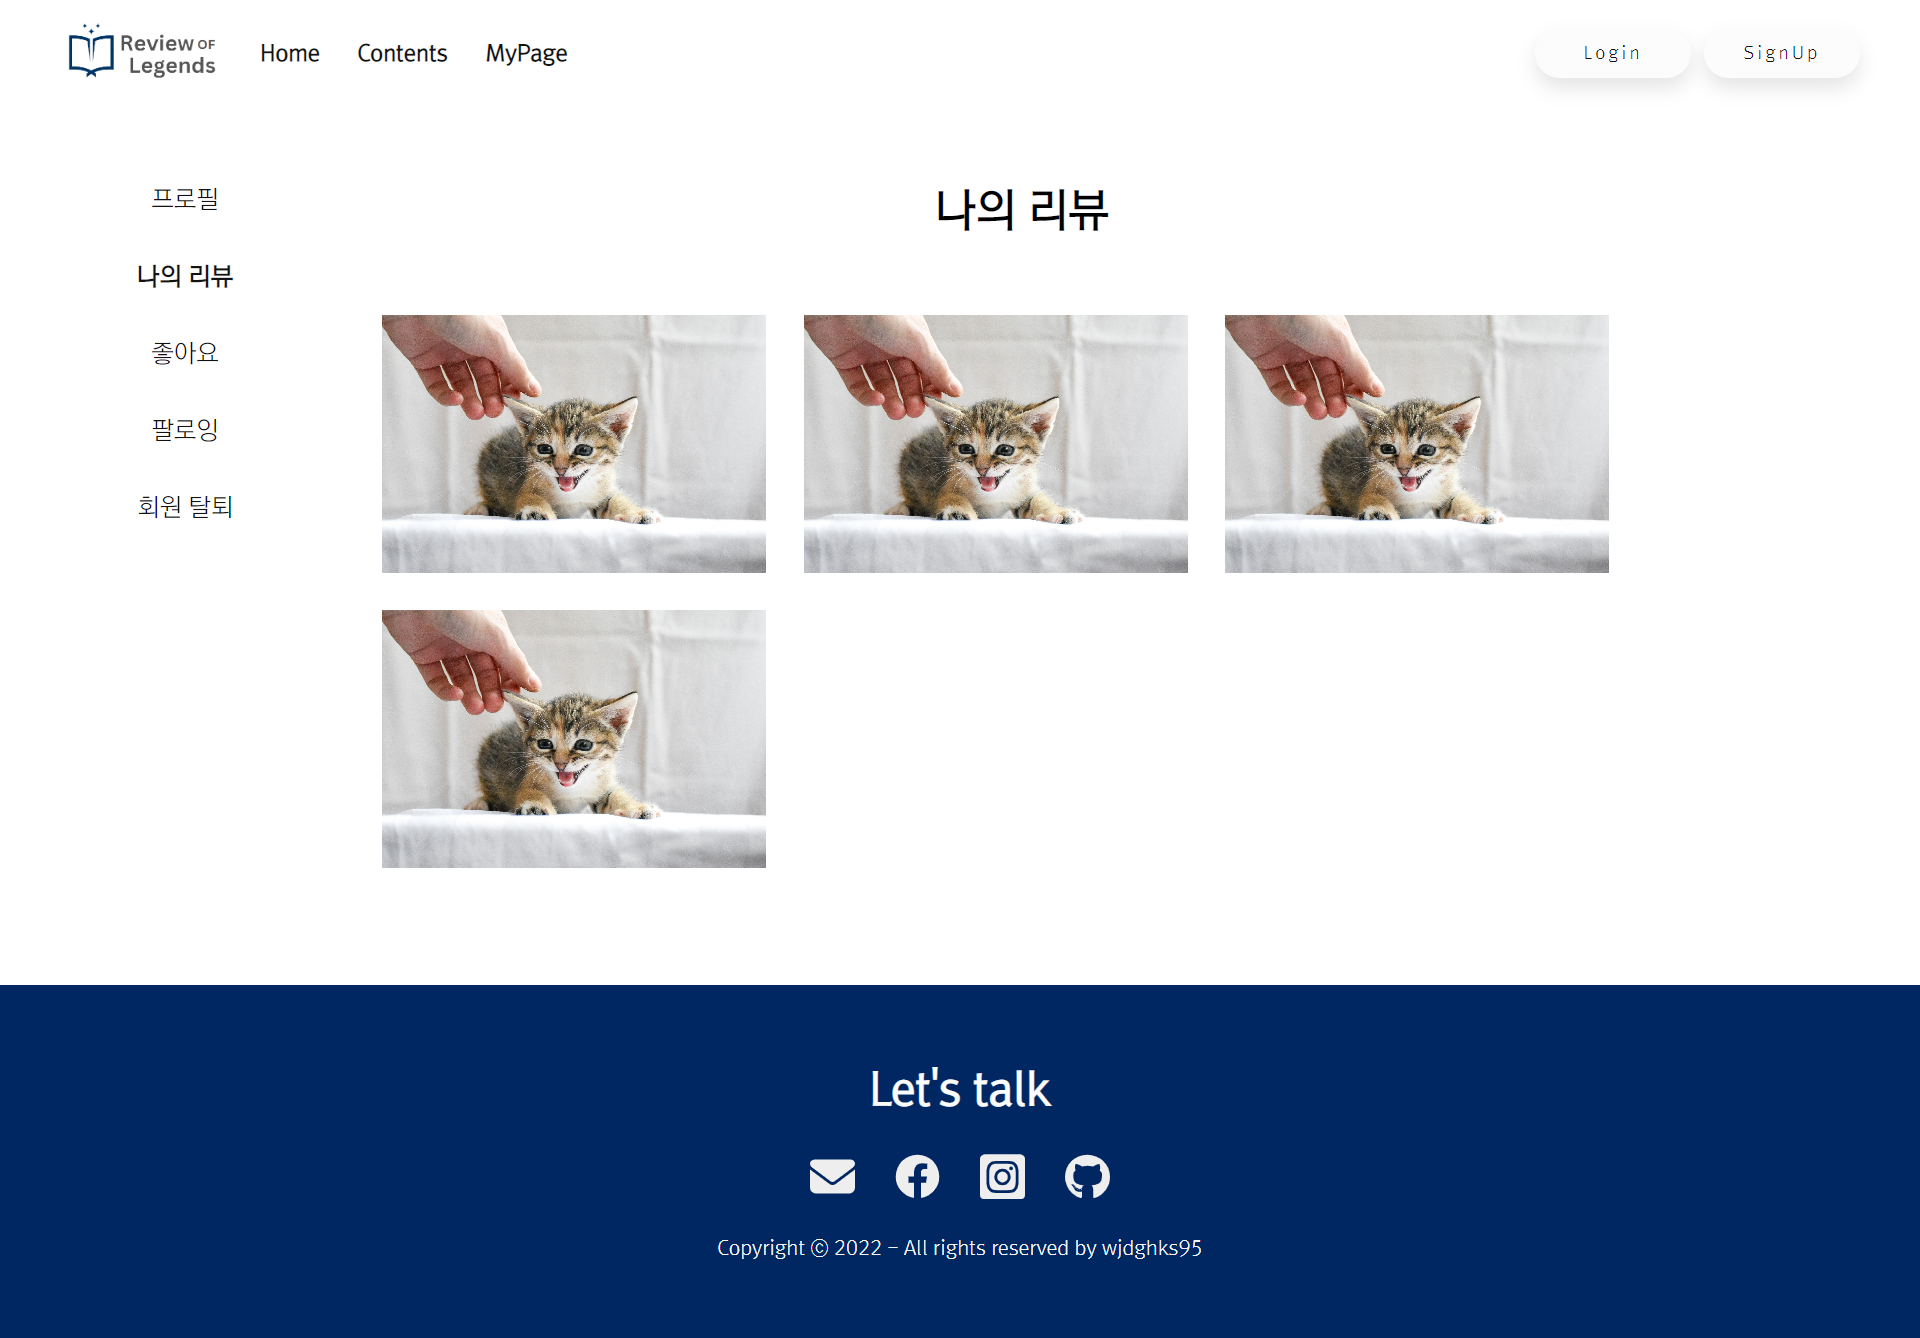 Review OF
Legends
Home
Contents
MyPage
Login
SignUp
프로필
나의 리뷰
좋아요
팔로잉
회원 탈퇴
나의 리뷰
Let's talk
Copyright ⓒ 2022 – All rights reserved by wjdghks95